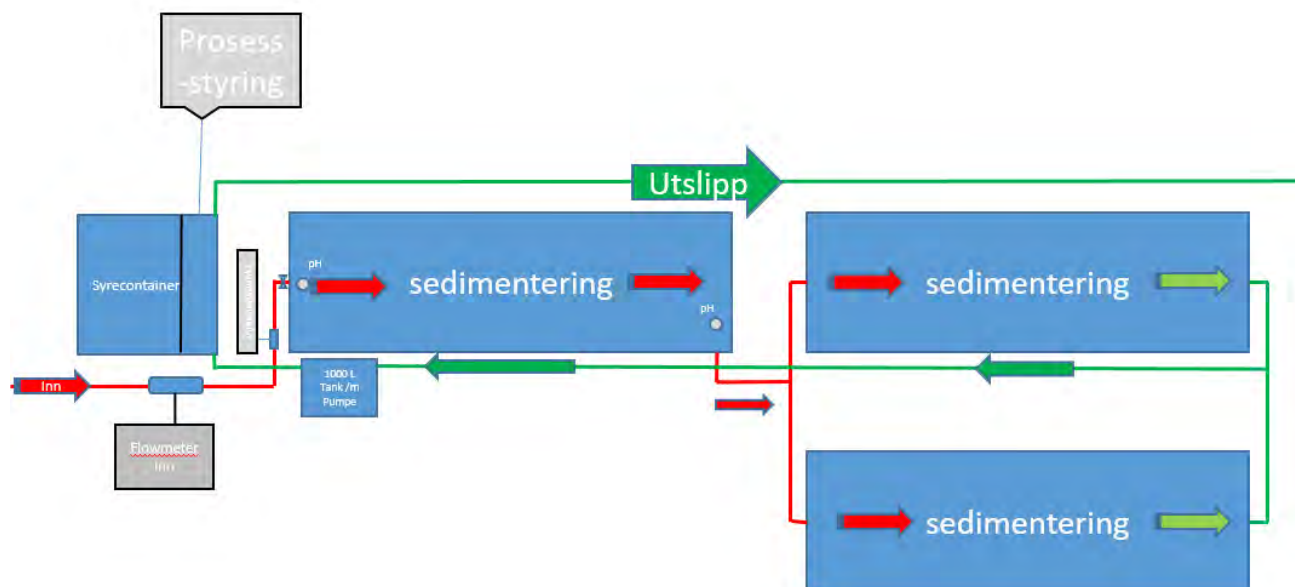 Prosess
-styring
Utslipp
Syrecontainer
pH
sedimentering
pH
sedimentering
Inn
1000 L
Tank /m
Pumpe
Flowmeter
Inn
sedimentering